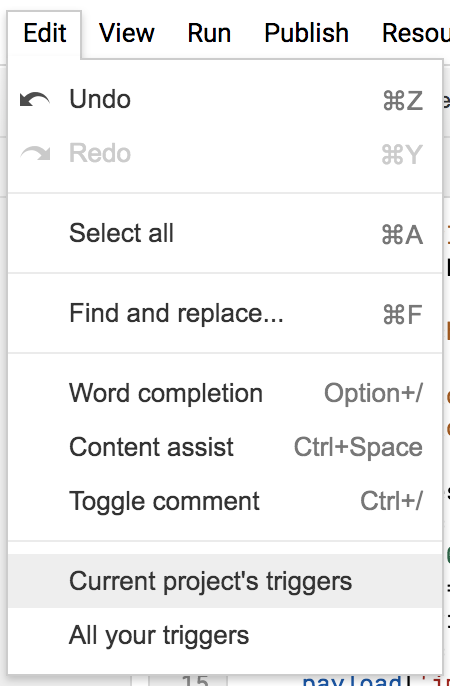 Edit View Run Publish Resou
Undo ⌘Z
Redo ⌘Y
Select all ⌘A
Find and replace... ⌘F
Word completion Option+/
Content assist Ctrl+Space
Toggle comment Ctrl+/
Current project's triggers
All your triggers
15 payload['i